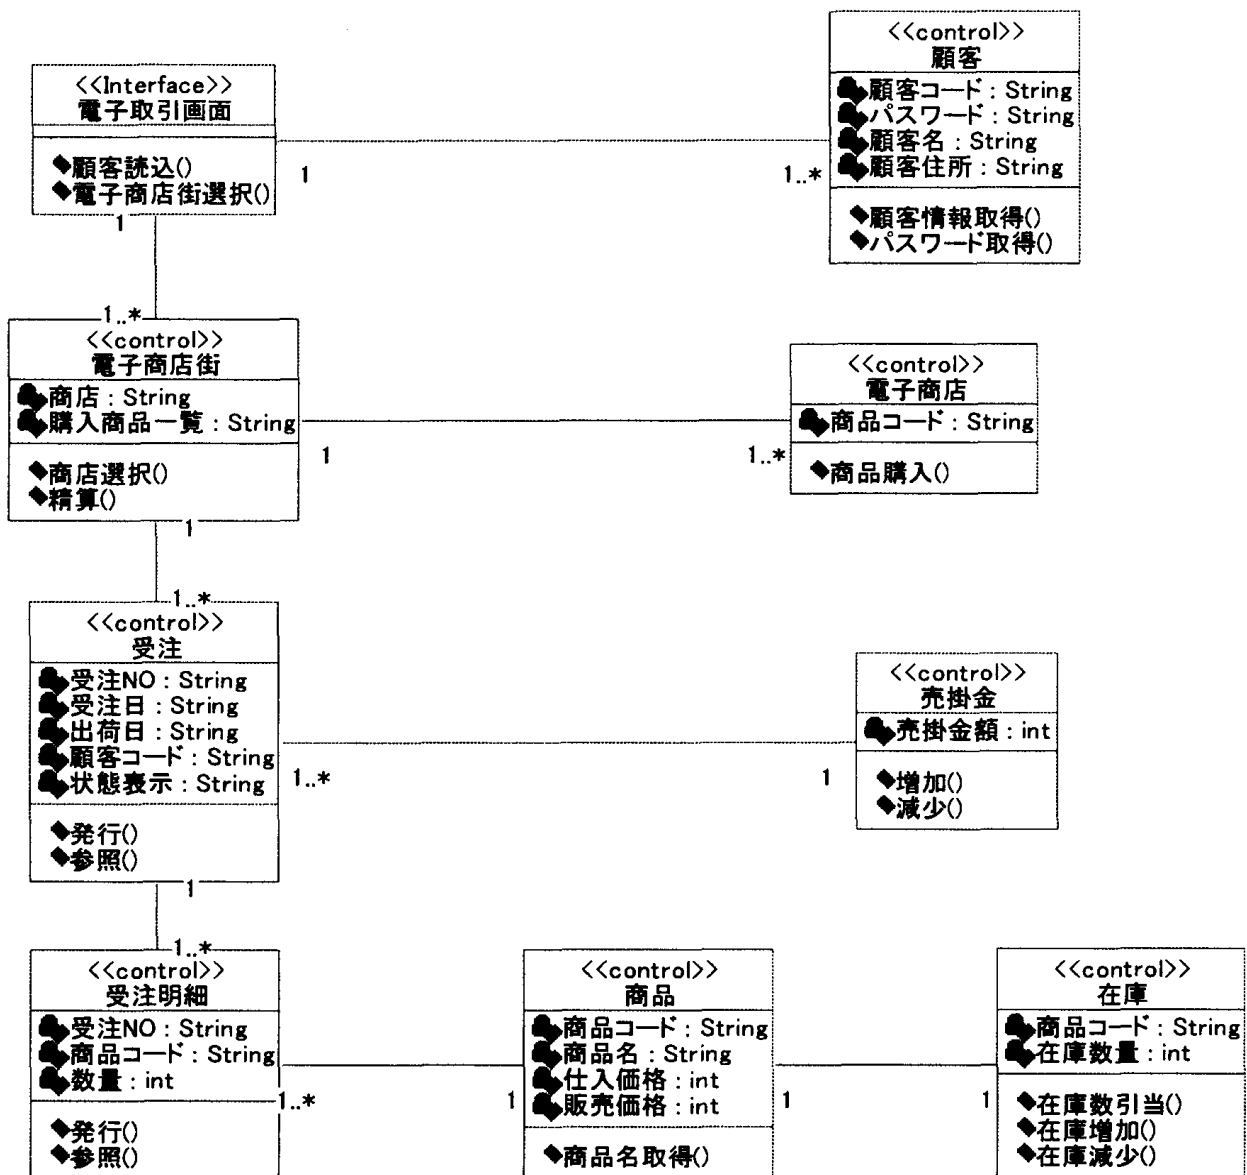 <<Interface>>
電子取引画面
顧客読込()
電子商店街選択()
1
1..*
<<control>>
顧客
顧客コード : String
パスワード : String
顧客名 : String
顧客住所 : String
顧客情報取得()
パスワード取得()
1
1..*
<<control>>
電子商店街
商店 : String
購入商品一覧 : String
商店選択()
精算()
1
1..*
<<control>>
電子商店
商品コード : String
商品購入()
1
1..*
<<control>>
受注
受注NO : String
受注日 : String
出荷日 : String
顧客コード : String
状態表示 : String
発行()
参照()
1..*
1
<<control>>
売掛金
売掛金額 : int
増加()
減少()
1
1..*
<<control>>
受注明細
受注NO : String
商品コード : String
数量 : int
発行()
参照()
1..*
1
<<control>>
商品
商品コード : String
商品名 : String
仕入価格 : int
販売価格 : int
商品名取得()
1
1
<<control>>
在庫
商品コード : String
在庫数量 : int
在庫数引当()
在庫増加()
在庫減少()